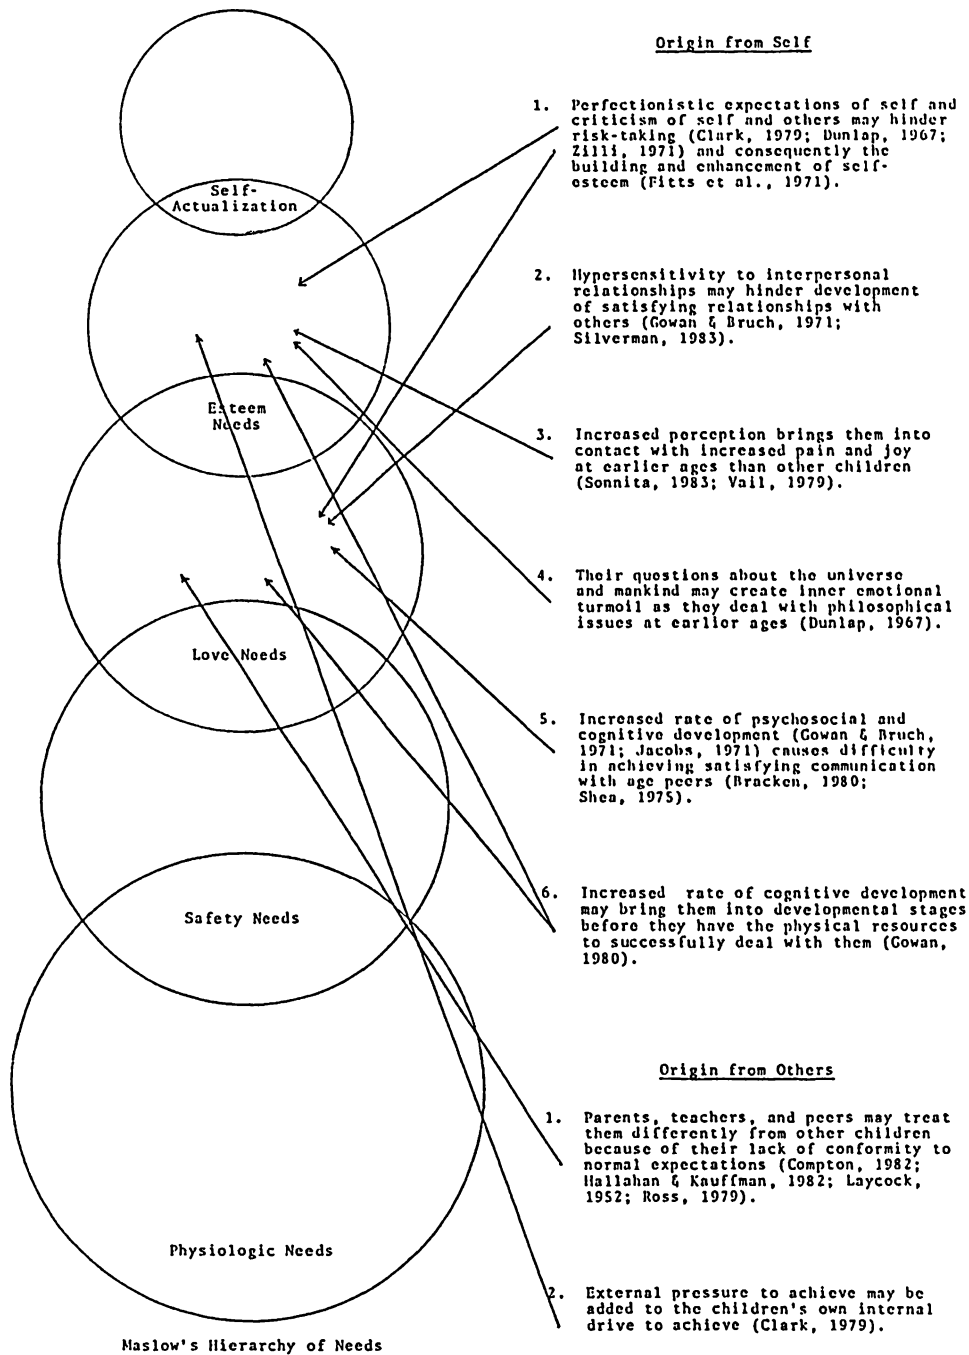 Origin from Self
1. Perfectionistic expectations of self and
criticism of self and others may hinder
risk-taking (Clark, 1979; Dunlap, 1967;
Zilli, 1971) and consequently the
building and enhancement of self-
esteem (Fitts et al., 1971).
2. Hypersensitivity to interpersonal
relationships may hinder development
of satisfying relationships with
others (Gowan & Bruch, 1971;
Silverman, 1983).
3. Increased perception brings them into
contact with increased pain and joy
at earlier ages than other children
(Sonnita, 1983; Vail, 1979).
4. Their questions about the universe
and mankind may create inner emotional
turmoil as they deal with philosophical
issues at earlier ages (Dunlap, 1967).
5. Increased rate of psychosocial and
cognitive development (Gowan & Bruch,
1971; Jacobs, 1971) causes difficulty
in achieving satisfying communication
with age peers (Bracken, 1980;
Shea, 1975).
6. Increased rate of cognitive development
may bring them into developmental stages
before they have the physical resources
to successfully deal with them (Gowan,
1980).
Origin from Others
1. Parents, teachers, and peers may treat
them differently from other children
because of their lack of conformity to
normal expectations (Compton, 1982;
Hallahan & Kauffman, 1982; Laycock,
1952; Ross, 1979).
2. External pressure to achieve may be
added to the children's own internal
drive to achieve (Clark, 1979).
Self-
Actualization
Esteem
Needs
Love Needs
Safety Needs
Physiologic Needs
Maslow's Hierarchy of Needs